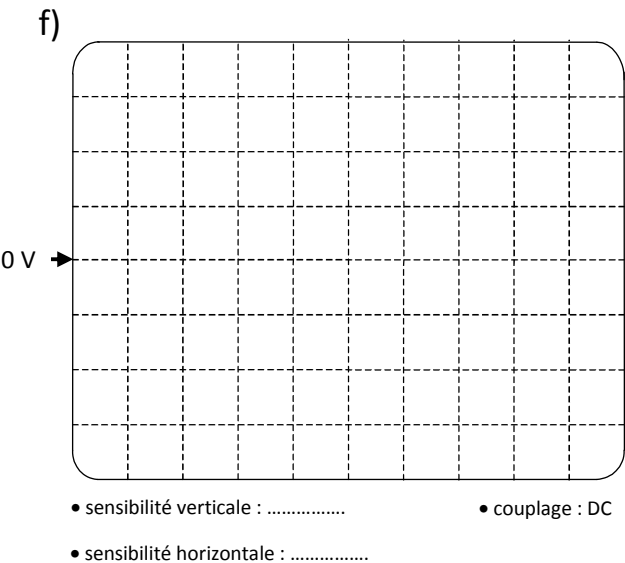 f)
0 V
• sensibilité verticale : ................
• couplage : DC
• sensibilité horizontale : ................